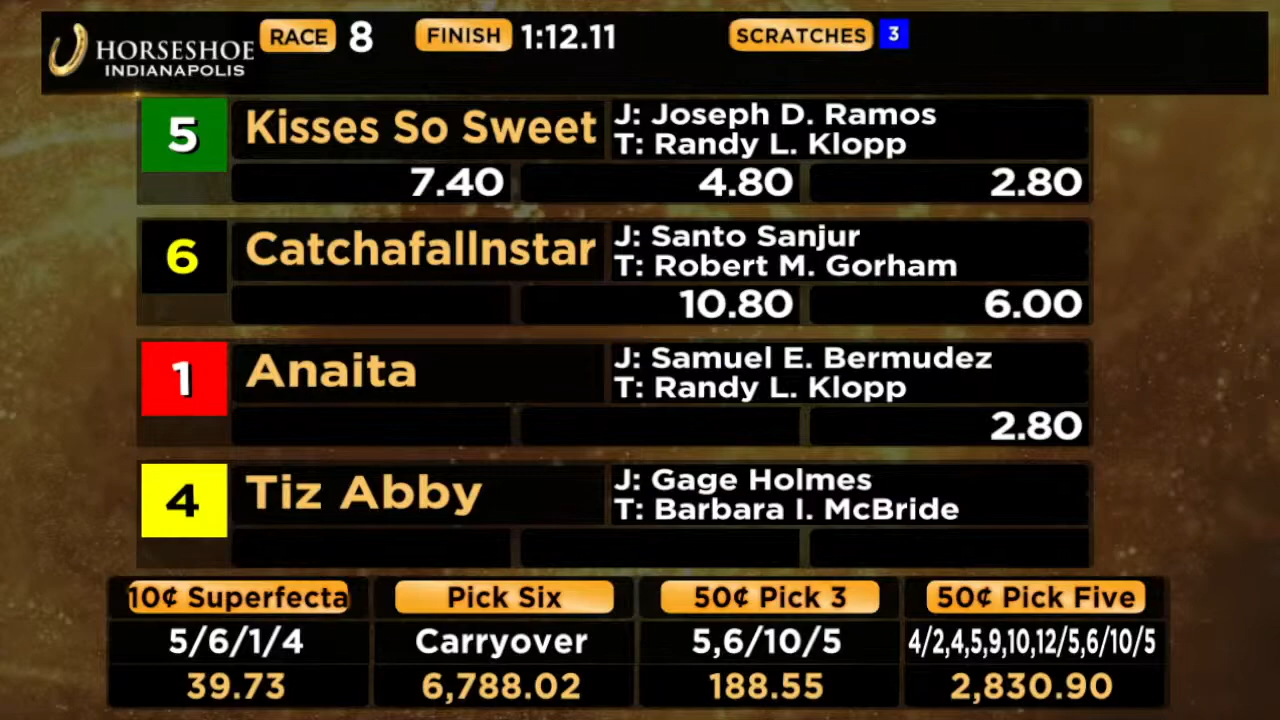 HORSESHOE
INDIANAPOLIS
RACE 8 FINISH 1:12.11 SCRATCHES 3
5 Kisses So Sweet J: Joseph D. Ramos
T: Randy L. Klopp
7.40 4.80 2.80
6 Catchafallnstar J: Santo Sanjur
T: Robert M. Gorham
10.80 6.00
1 Anaita J: Samuel E. Bermudez
T: Randy L. Klopp
2.80
4 Tiz Abby J: Gage Holmes
T: Barbara I. McBride
10¢ Superfecta Pick Six 50¢ Pick 3 50¢ Pick Five
5/6/1/4 Carryover 5,6/10/5 4/2,4,5,9,10,12/5,6/10/5
39.73 6,788.02 188.55 2,830.90